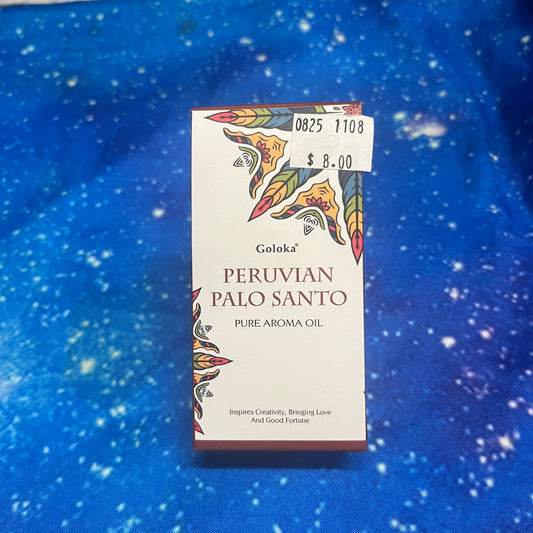 0825 1108
$ 8.00
Goloka®
PERUVIAN
PALO SANTO
PURE AROMA OIL
Inspires Creativity, Bringing Love
And Good Fortune